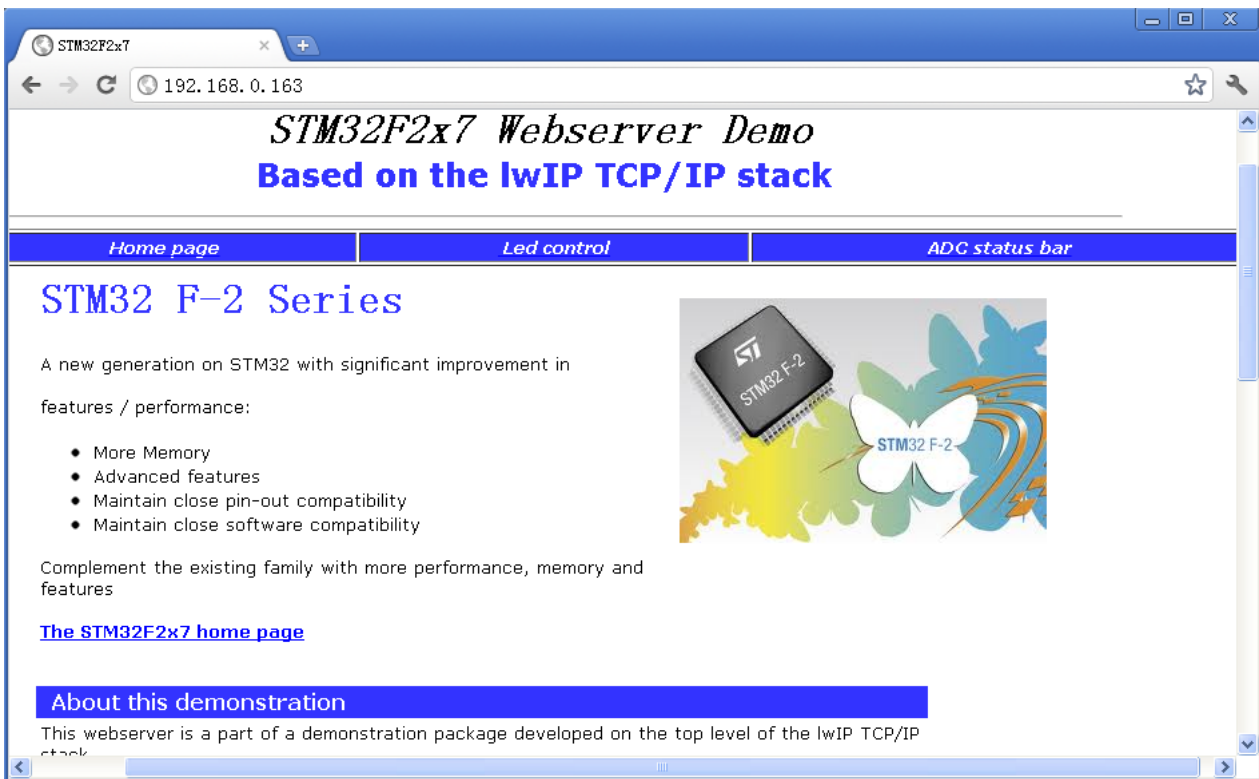 STM32F2x7
192.168.0.163
STM32F2x7 Webserver Demo
Based on the lwIP TCP/IP stack
Home page
Led control
ADC status bar
STM32 F-2 Series
A new generation on STM32 with significant improvement in
features / performance:
More Memory
Advanced features
Maintain close pin-out compatibility
Maintain close software compatibility
Complement the existing family with more performance, memory and
features
The STM32F2x7 home page
ST
STM32 F-2
STM32 F-2
About this demonstration
This webserver is a part of a demonstration package developed on the top level of the lwIP TCP/IP
stack